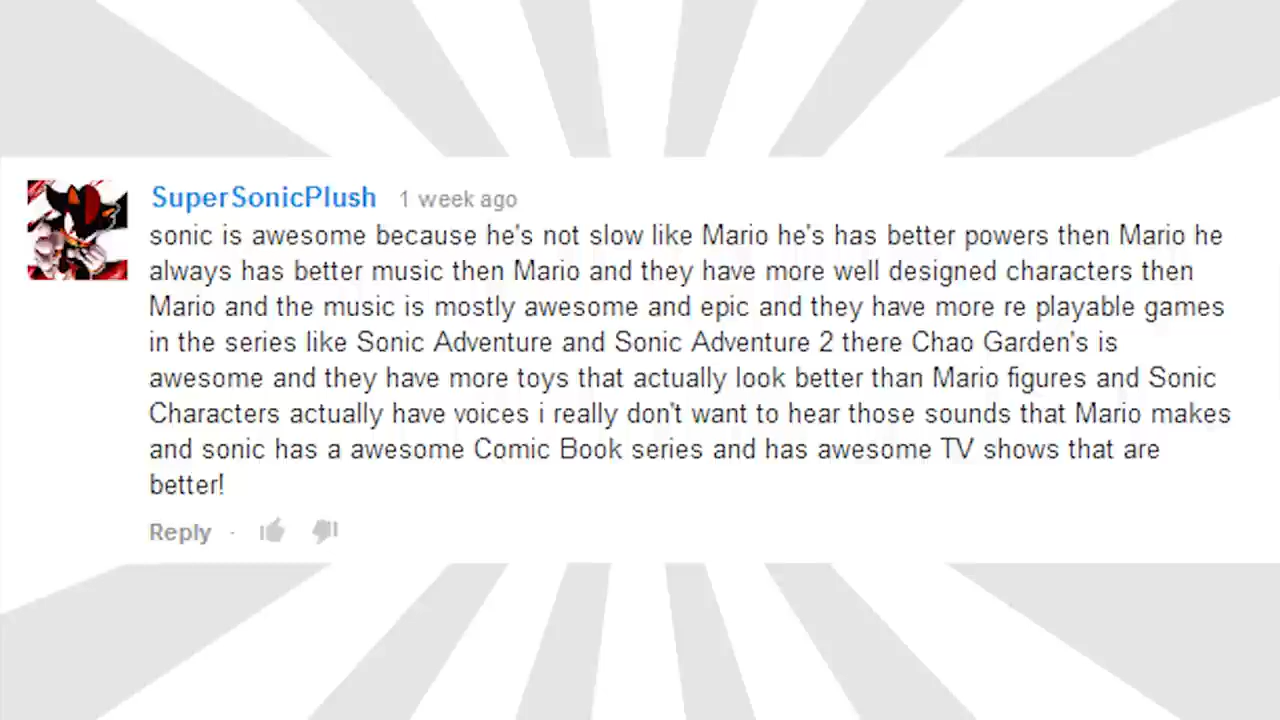 SuperSonicPlush 1 week ago
sonic is awesome because he's not slow like Mario he's has better powers then Mario he
always has better music then Mario and they have more well designed characters then
Mario and the music is mostly awesome and epic and they have more re playable games
in the series like Sonic Adventure and Sonic Adventure 2 there Chao Garden's is
awesome and they have more toys that actually look better than Mario figures and Sonic
Characters actually have voices i really don't want to hear those sounds that Mario makes
and sonic has a awesome Comic Book series and has awesome TV shows that are
better!
Reply ·